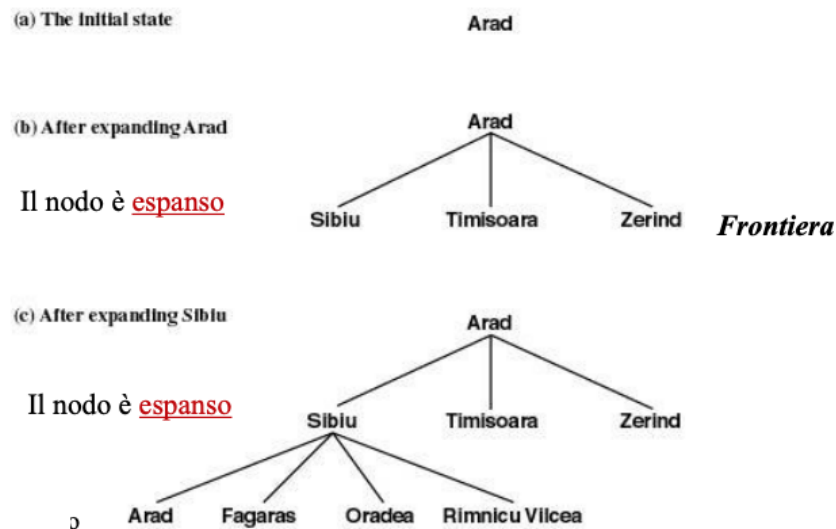 (a) The initial state
Arad
(b) After expanding Arad
Arad
Il nodo è espanso
Sibiu Timisoara Zerind Frontiera
(c) After expanding Sibiu
Arad
Il nodo è espanso
Sibiu Timisoara Zerind
Arad Fagaras Oradea Rimnicu Vilcea